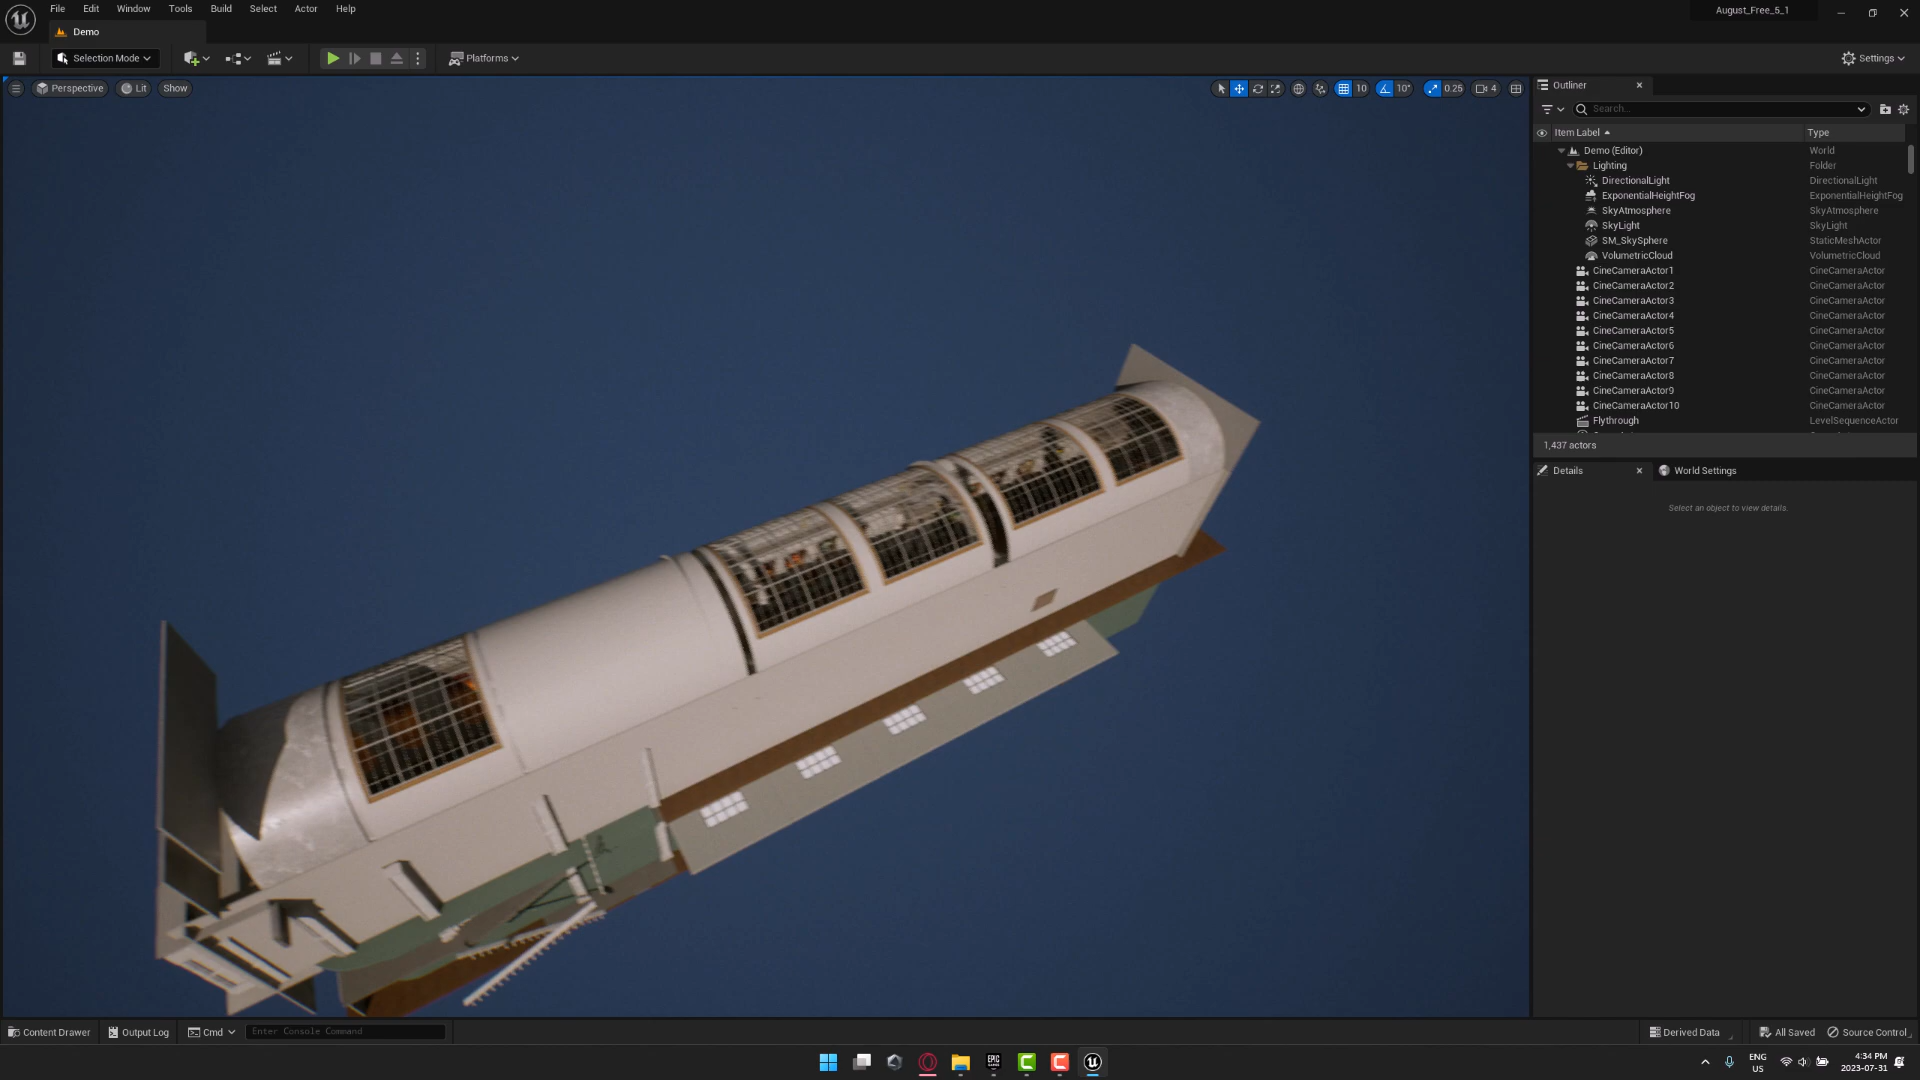 File Edit Window Tools Build Select Actor Help
August_Free_5_1
Demo
Selection Mode
Platforms
Settings
Perspective Lit Show
10 10° 0.25 4
Outliner
Search...
Item Label Type
Demo (Editor) World
Lighting Folder
DirectionalLight DirectionalLight
ExponentialHeightFog ExponentialHeightFog
SkyAtmosphere SkyAtmosphere
SkyLight SkyLight
SM_SkySphere StaticMeshActor
VolumetricCloud VolumetricCloud
CineCameraActor1 CineCameraActor
CineCameraActor2 CineCameraActor
CineCameraActor3 CineCameraActor
CineCameraActor4 CineCameraActor
CineCameraActor5 CineCameraActor
CineCameraActor6 CineCameraActor
CineCameraActor7 CineCameraActor
CineCameraActor8 CineCameraActor
CineCameraActor9 CineCameraActor
CineCameraActor10 CineCameraActor
Flythrough LevelSequenceActor
1,437 actors
Details World Settings
Select an object to view details.
Content Drawer Output Log Cmd Enter Console Command
Derived Data All Saved Source Control
EPIC
ENG
US
4:34 PM
2023-07-31